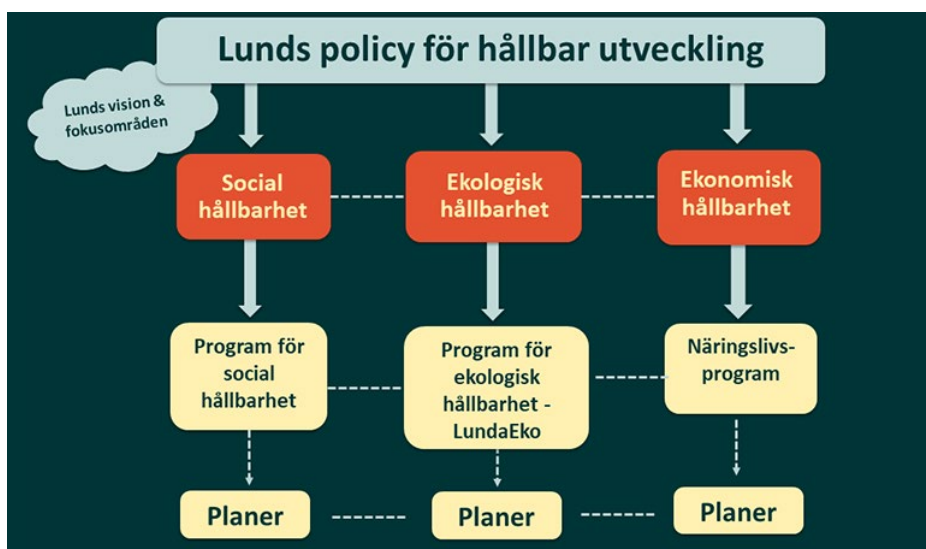 Lunds policy för hållbar utveckling
Lunds vision &
fokusområden
Social
hållbarhet
Ekologisk
hållbarhet
Ekonomisk
hållbarhet
Program för
social
hållbarhet
Program för
ekologisk
hållbarhet -
LundaEko
Näringslivs-
program
Planer
Planer
Planer